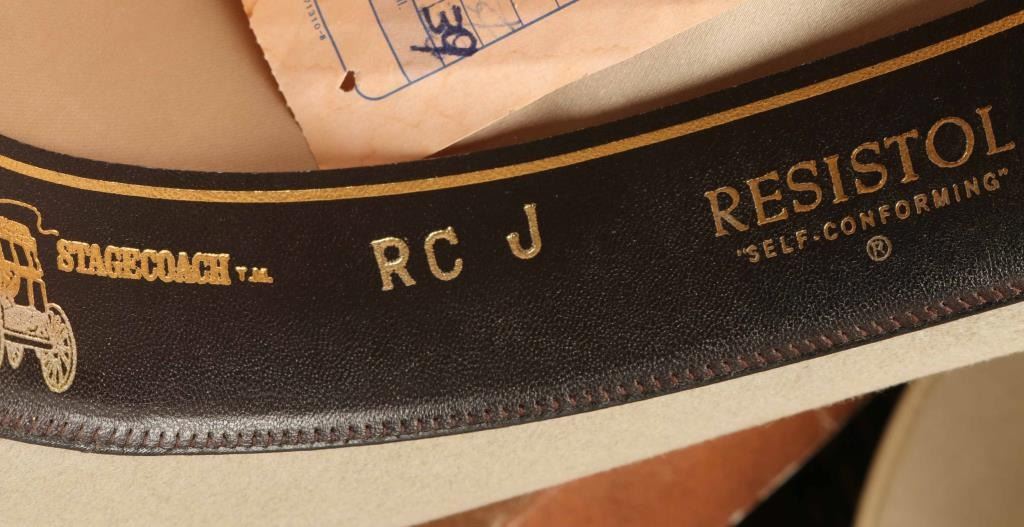 STAGECOACH T.M.
RC J
RESISTOL
"SELF-CONFORMING"
®